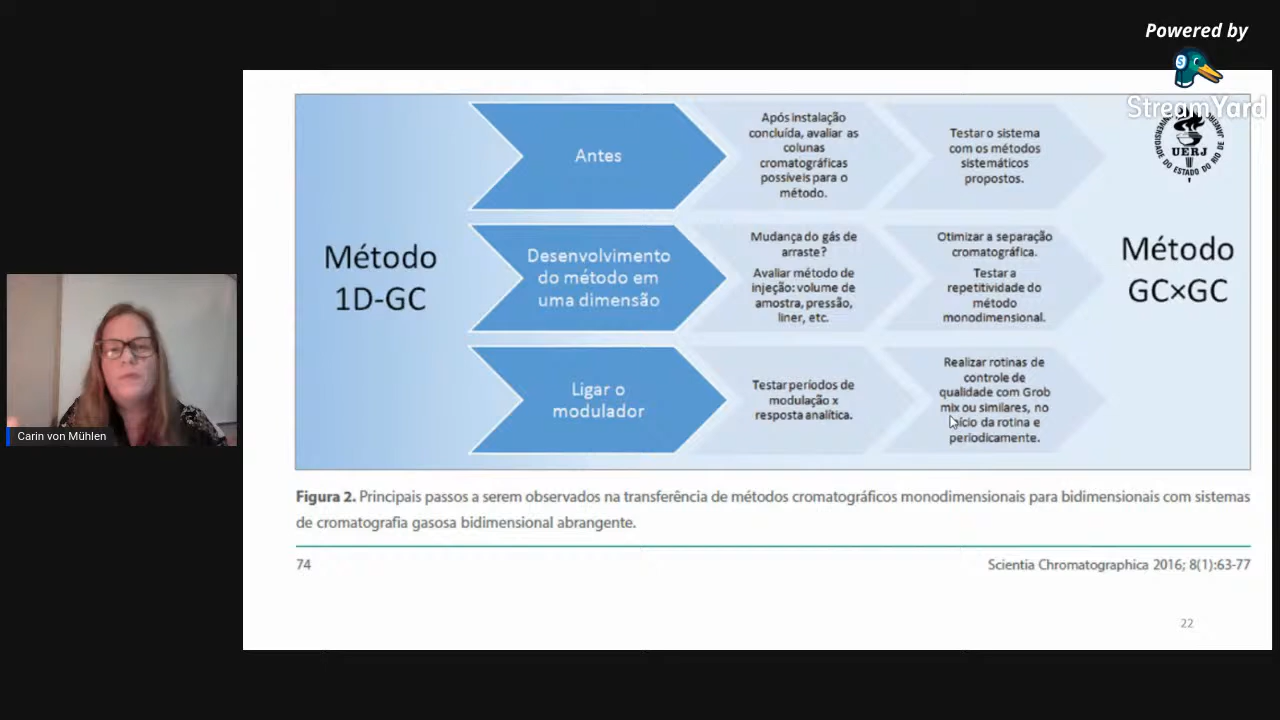 Powered by
StreamYard
Método
1D-GC
Antes
Após instalação
concluída, avaliar as
colunas
cromatográficas
possíveis para o
método.
Testar o sistema
com os métodos
sistemáticos
propostos.
UERJ
Desenvolvimento
do método em
uma dimensão
Mudança do gás de
arraste?
Avaliar método de
injeção: volume de
amostra, pressão,
liner, etc.
Otimizar a separação
cromatográfica.
Testar a
repetitividade do
método
monodimensional.
Método
GC×GC
Ligar o
modulador
Testar períodos de
modulação x
resposta analítica.
Realizar rotinas de
controle de
qualidade com Grob
mix ou similares, no
início da rotina e
periodicamente.
Carin von Mühlen
Figura 2. Principais passos a serem observados na transferência de métodos cromatográficos monodimensionais para bidimensionais com sistemas
de cromatografia gasosa bidimensional abrangente.
74
Scientia Chromatographica 2016; 8(1):63-77
22